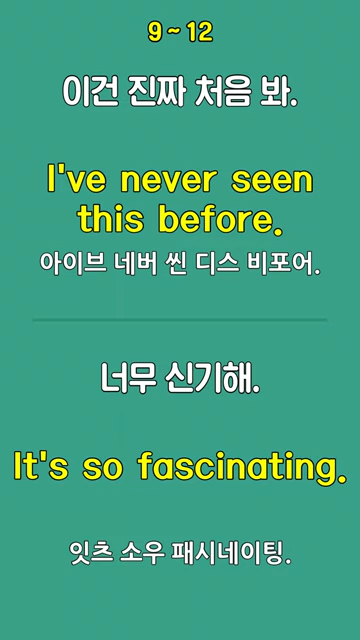 9~12
이건 진짜 처음 봐.
I've never seen
this before.
아이브 네버 씬 디스 비포어.
너무 신기해.
It's so fascinating.
잇츠 소우 패시네이팅.